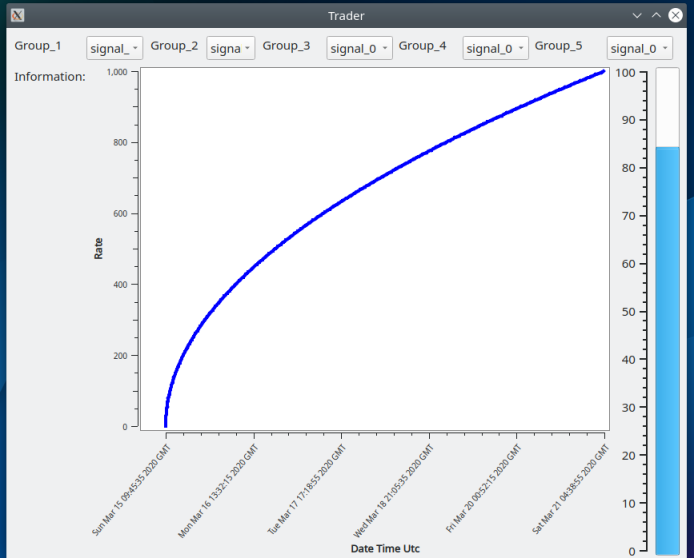 Trader
Group_1 signal_ Group_2 signa Group_3 signal_0 Group_4 signal_0 Group_5 signal_0
Information:
1,000
800
600
400
200
0
Rate
Sun Mar 15 09:45:35 2020 GMT
Mon Mar 16 13:32:15 2020 GMT
Tue Mar 17 17:18:55 2020 GMT
Wed Mar 18 21:05:35 2020 GMT
Fri Mar 20 00:52:15 2020 GMT
Sat Mar 21 04:38:55 2020 GMT
Date Time Utc
100
90
80
70
60
50
40
30
20
10
0